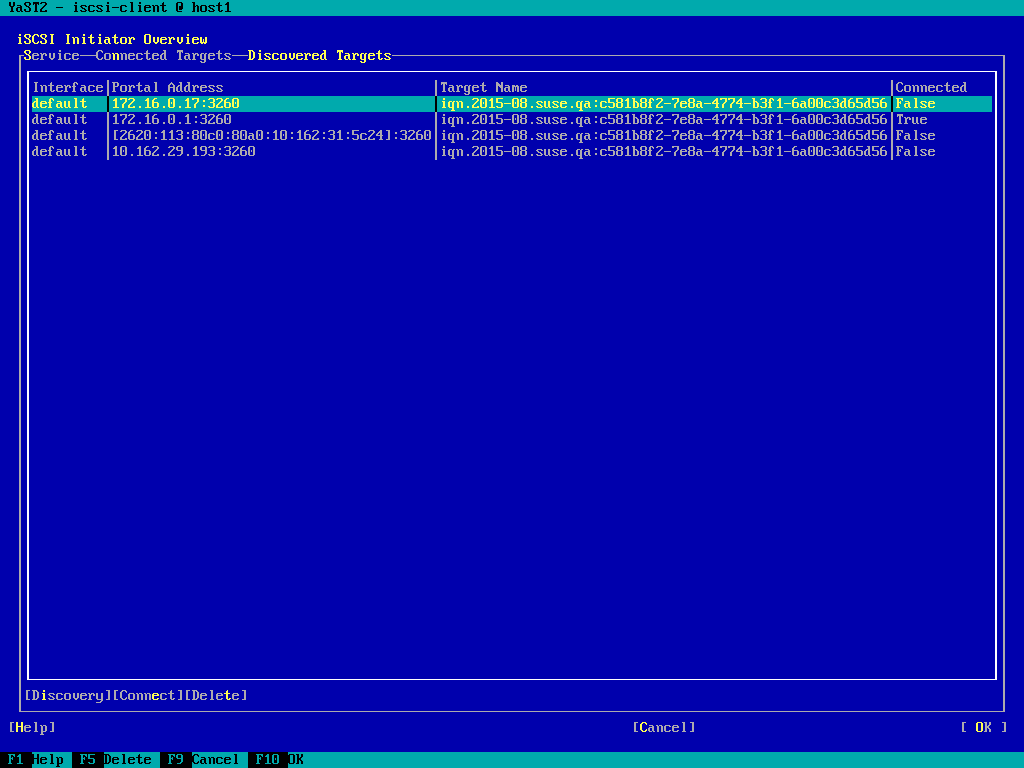 YaST2 - iscsi-client @ host1
iSCSI Initiator Overview
Service—Connected Targets—Discovered Targets
Interface|Portal Address|Target Name|Connected
default|172.16.0.17:3260|iqn.2015-08.suse.qa:c581b8f2-7e8a-4774-b3f1-6a00c3d65d56|False
default|172.16.0.1:3260|iqn.2015-08.suse.qa:c581b8f2-7e8a-4774-b3f1-6a00c3d65d56|True
default|[2620:113:80c0:80a0:10:162:31:5c24]:3260|iqn.2015-08.suse.qa:c581b8f2-7e8a-4774-b3f1-6a00c3d65d56|False
default|10.162.29.193:3260|iqn.2015-08.suse.qa:c581b8f2-7e8a-4774-b3f1-6a00c3d65d56|False
[Discovery][Connect][Delete]
[Help] [Cancel] [ OK ]
F1 Help F5 Delete F9 Cancel F10 OK